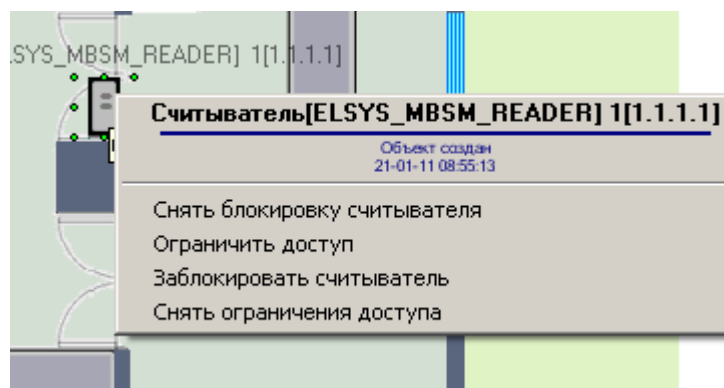 .SYS_MBSM_READER] 1[1.1.1.1]
Считыватель[ELSYS_MBSM_READER] 1[1.1.1.1]
Объект создан
21-01-11 08:55:13
Снять блокировку считывателя
Ограничить доступ
Заблокировать считыватель
Снять ограничения доступа